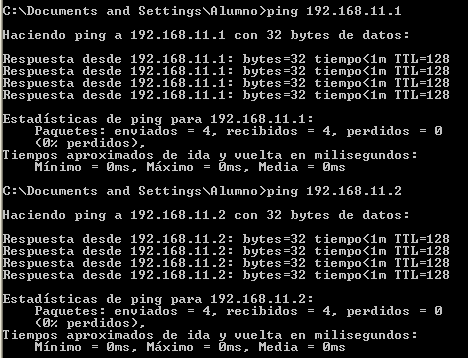 C:\Documents and Settings\Alumno>ping 192.168.11.1
Haciendo ping a 192.168.11.1 con 32 bytes de datos:
Respuesta desde 192.168.11.1: bytes=32 tiempo<1m TTL=128
Respuesta desde 192.168.11.1: bytes=32 tiempo<1m TTL=128
Respuesta desde 192.168.11.1: bytes=32 tiempo<1m TTL=128
Respuesta desde 192.168.11.1: bytes=32 tiempo<1m TTL=128
Estadísticas de ping para 192.168.11.1:
Paquetes: enviados = 4, recibidos = 4, perdidos = 0
(0% perdidos),
Tiempos aproximados de ida y vuelta en milisegundos:
Mínimo = 0ms, Máximo = 0ms, Media = 0ms
C:\Documents and Settings\Alumno>ping 192.168.11.2
Haciendo ping a 192.168.11.2 con 32 bytes de datos:
Respuesta desde 192.168.11.2: bytes=32 tiempo<1m TTL=128
Respuesta desde 192.168.11.2: bytes=32 tiempo<1m TTL=128
Respuesta desde 192.168.11.2: bytes=32 tiempo<1m TTL=128
Respuesta desde 192.168.11.2: bytes=32 tiempo<1m TTL=128
Estadísticas de ping para 192.168.11.2:
Paquetes: enviados = 4, recibidos = 4, perdidos = 0
(0% perdidos),
Tiempos aproximados de ida y vuelta en milisegundos:
Mínimo = 0ms, Máximo = 0ms, Media = 0ms